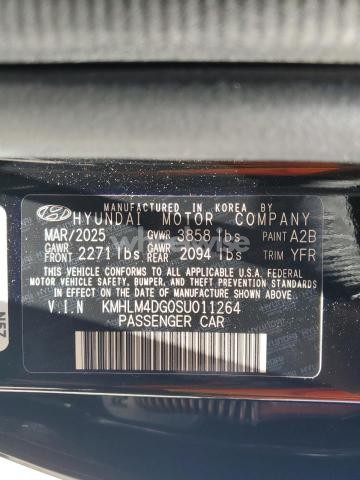 MANUFACTURED IN KOREA BY
HYUNDAI MOTOR COMPANY
MAR/2025 GVWR 3858 lbs PAINT A2B
GAWR FRONT 2271 lbs GAWR REAR 2094 lbs TRIM YFR
THIS VEHICLE CONFORMS TO ALL APPLICABLE U.S. FEDERAL
MOTOR VEHICLE SAFETY, BUMPER, AND THEFT PREVENTION
STANDARDS IN EFFECT ON THE DATE OF MANUFACTURE SHOWN ABOVE.
V.I.N KMHLM4DG0SU011264
PASSENGER CAR
N57